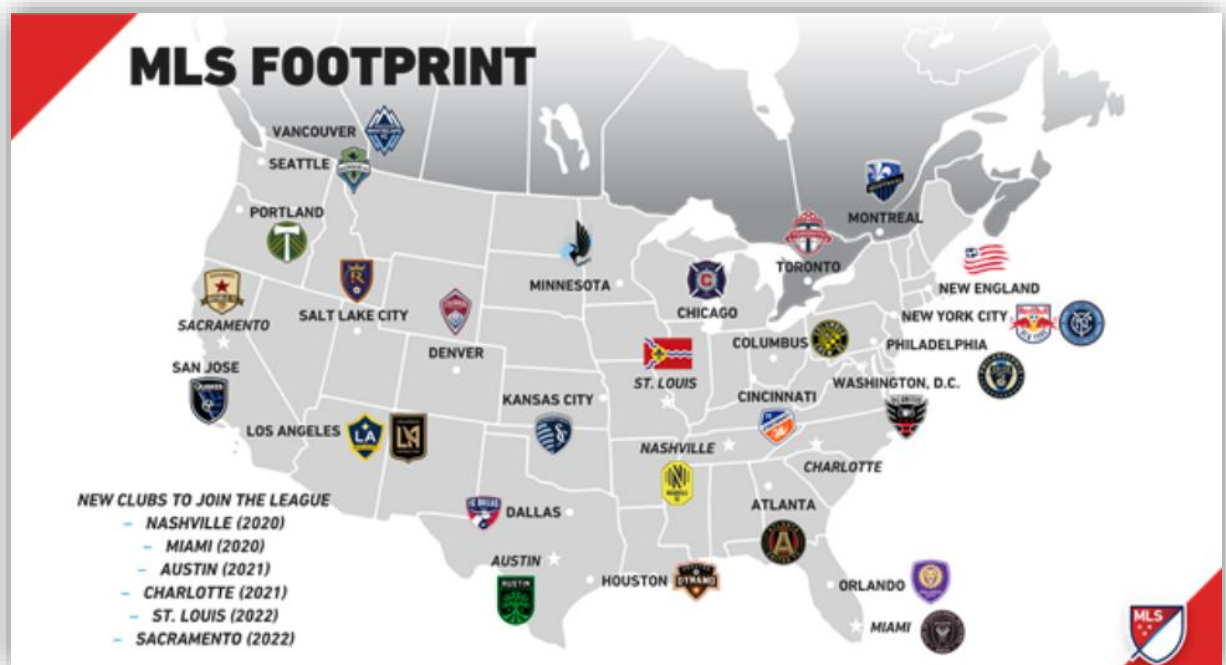 MLS FOOTPRINT
VANCOUVER
SEATTLE
PORTLAND
MONTREAL
TORONTO
MINNESOTA
NEW ENGLAND
CHICAGO
SACRAMENTO
SALT LAKE CITY
NEW YORK CITY
DENVER
COLUMBUS
PHILADELPHIA
SAN JOSE
ST. LOUIS
WASHINGTON, D.C.
KANSAS CITY
CINCINNATI
LOS ANGELES
LA
NASHVILLE
CHARLOTTE
NEW CLUBS TO JOIN THE LEAGUE
– NASHVILLE (2020)
– MIAMI (2020)
– AUSTIN (2021)
– CHARLOTTE (2021)
– ST. LOUIS (2022)
– SACRAMENTO (2022)
DALLAS
ATLANTA
AUSTIN
AUSTIN
HOUSTON
DYNAMO
ORLANDO
MIAMI
MLS